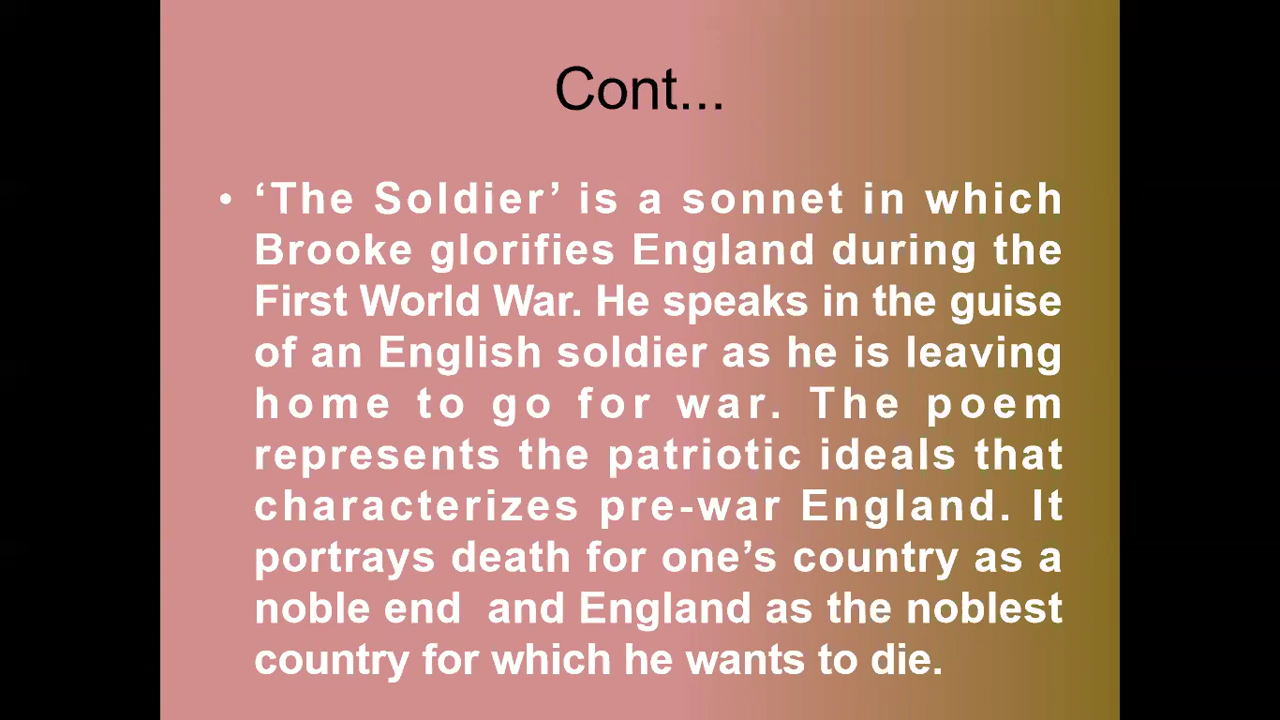 Cont...
• ‘The Soldier’ is a sonnet in which
Brooke glorifies England during the
First World War. He speaks in the guise
of an English soldier as he is leaving
home to go for war. The poem
represents the patriotic ideals that
characterizes pre-war England. It
portrays death for one’s country as a
noble end  and England as the noblest
country for which he wants to die.